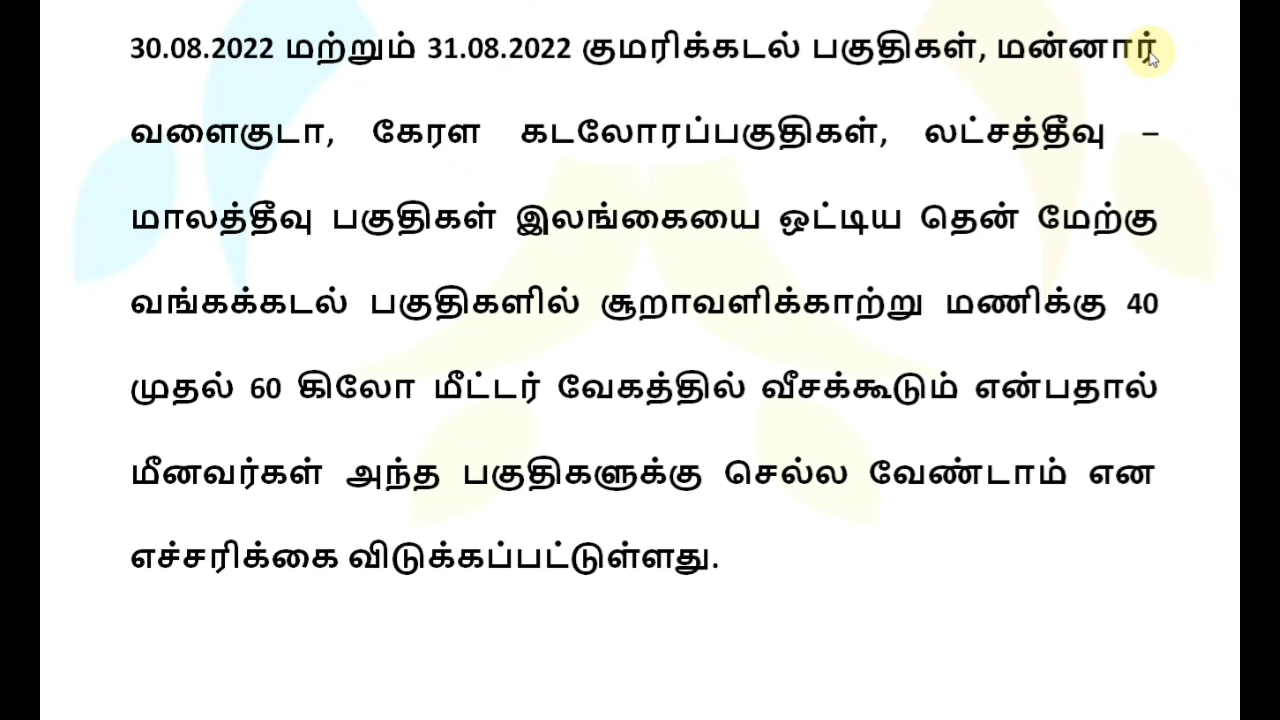 30.08.2022 மற்றும் 31.08.2022 குமரிக்கடல் பகுதிகள், மன்னார்
வளைகுடா, கேரள கடலோரப்பகுதிகள், லட்சத்தீவு –
மாலத்தீவு பகுதிகள் இலங்கையை ஒட்டிய தென் மேற்கு
வங்கக்கடல் பகுதிகளில் சூறாவளிக்காற்று மணிக்கு 40
முதல் 60 கிலோ மீட்டர் வேகத்தில் வீசக்கூடும் என்பதால்
மீனவர்கள் அந்த பகுதிகளுக்கு செல்ல வேண்டாம் என
எச்சரிக்கை விடுக்கப்பட்டுள்ளது.